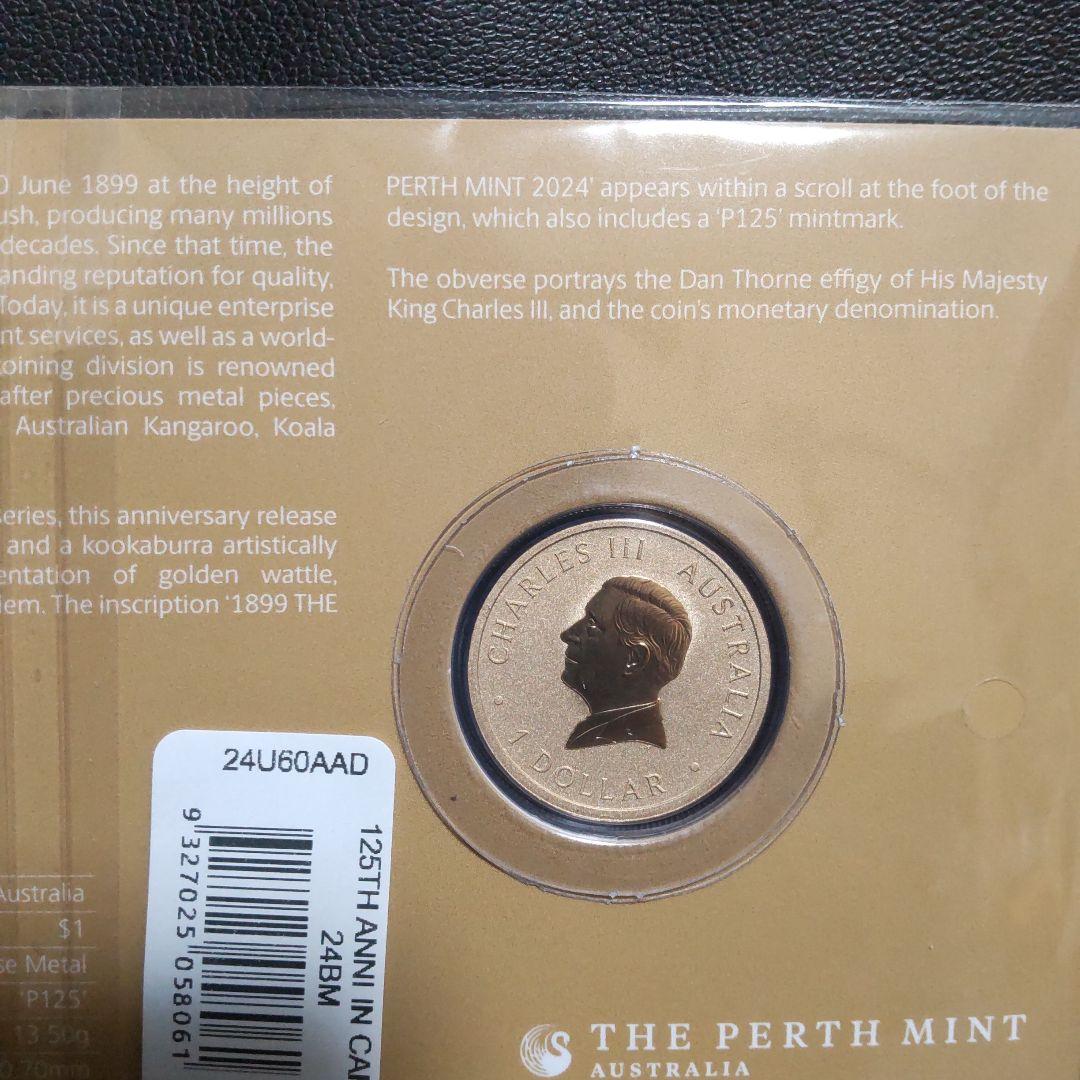 0 June 1899 at the height of
ush, producing many millions
decades. Since that time, the
anding reputation for quality,
Today, it is a unique enterprise
nt services, as well as a world-
coining division is renowned
after precious metal pieces,
Australian Kangaroo, Koala
series, this anniversary release
and a kookaburra artistically
entation of golden wattle,
lem. The inscription ‘1899 THE
PERTH MINT 2024’ appears within a scroll at the foot of the
design, which also includes a ‘P125’ mintmark.
The obverse portrays the Dan Thorne effigy of His Majesty
King Charles III, and the coin’s monetary denomination.
CHARLES III AUSTRALIA
1 DOLLAR
24U60AAD
125TH ANNI IN CAR
24BM
9 327025 058061
Australia
$1
se Metal
‘P125’
13.50g
0.70mm
THE PERTH MINT
AUSTRALIA